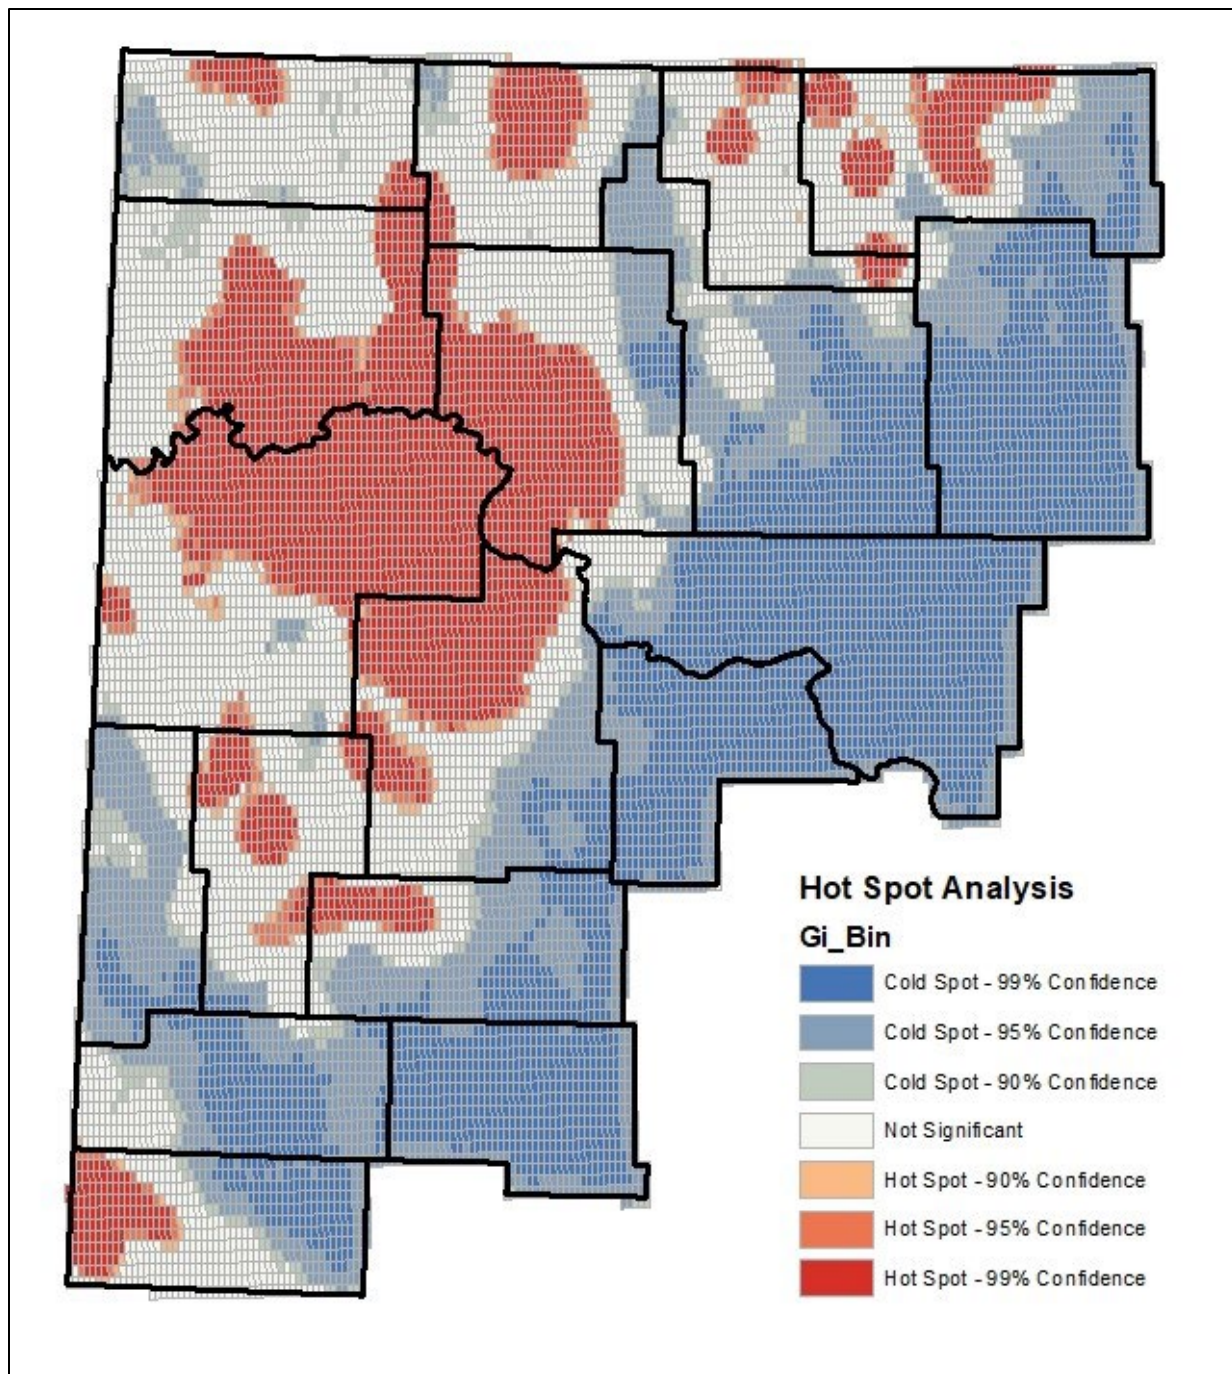 Hot Spot Analysis
Gi_Bin
Cold Spot - 99% Confidence
Cold Spot - 95% Confidence
Cold Spot - 90% Confidence
Not Significant
Hot Spot - 90% Confidence
Hot Spot - 95% Confidence
Hot Spot - 99% Confidence